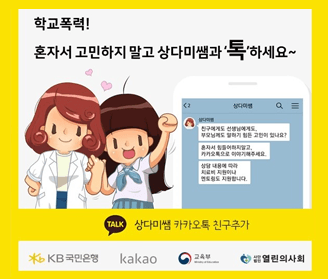 학교폭력!
혼자서 고민하지 말고 상다미쌤과 '톡'하세요~
상다미쌤
상다미쌤
친구에게도 선생님에게도,
부모님께도 말하기 힘든 고민이 있나요?
혼자서 힘들어하지말고,
카카오톡으로 이야기해주세요.
상담 내용에 따라
치료비 지원이나
멘토링도 지원합니다.
TALK 상다미쌤 카카오톡 친구추가
KB국민은행 kakao 교육부 열린의사회